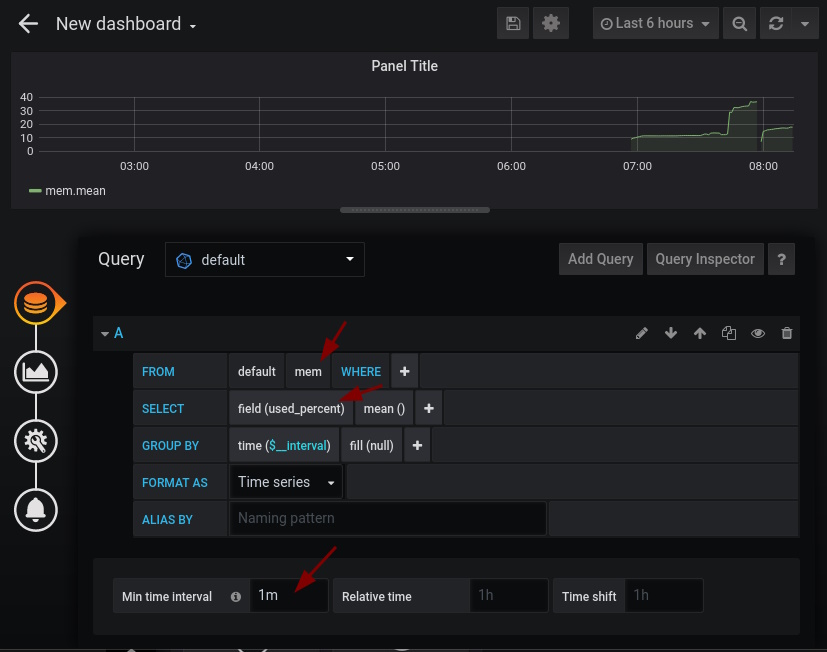 New dashboard
Last 6 hours
Panel Title
40
30
20
10
0
03:00 04:00 05:00 06:00 07:00 08:00
mem.mean
Query default Add Query Query Inspector ?
A
FROM default mem WHERE +
SELECT field (used_percent) mean () +
GROUP BY time ($__interval) fill (null) +
FORMAT AS Time series
ALIAS BY Naming pattern
Min time interval 1m Relative time 1h Time shift 1h